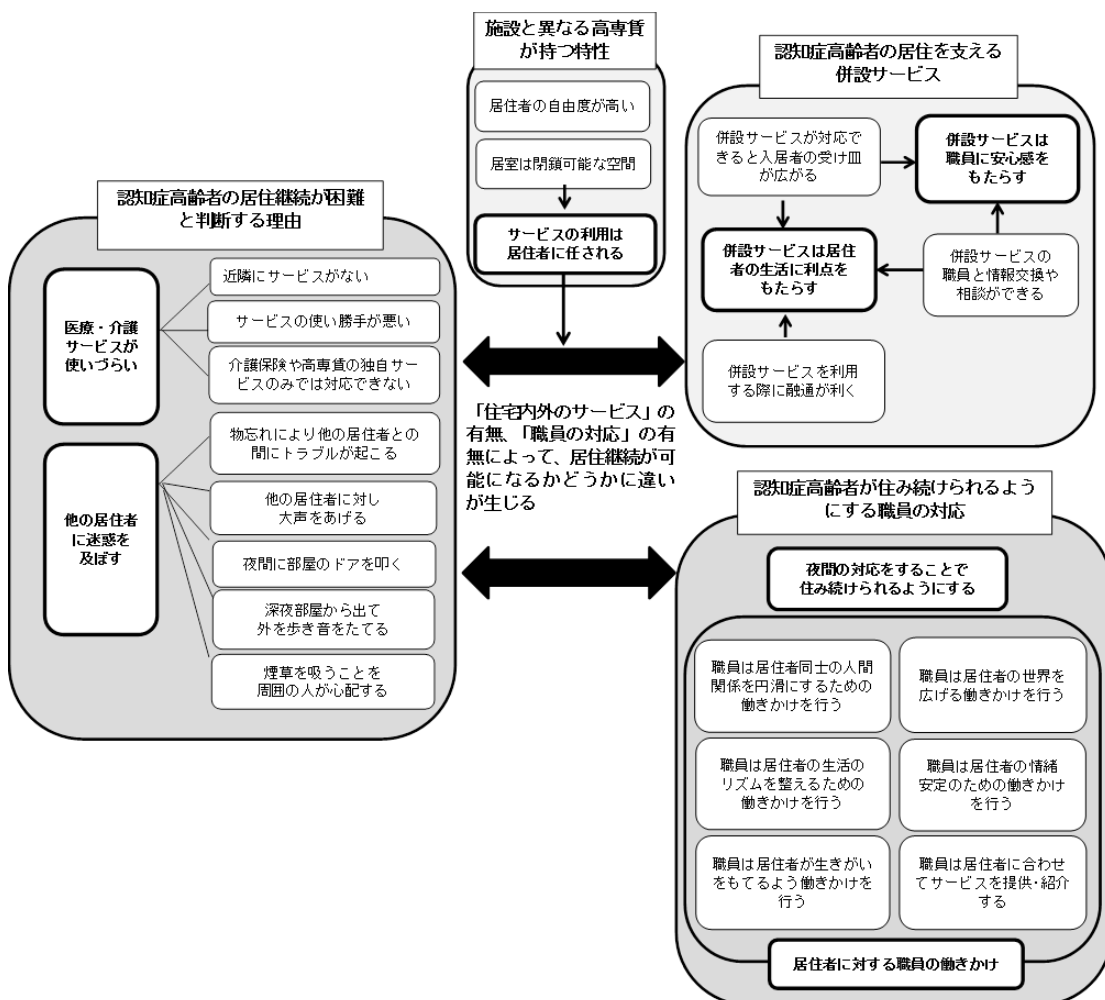 施設と異なる高専賃
が持つ特性
居住者の自由度が高い
居室は閉鎖可能な空間
サービスの利用は
居住者に任される
認知症高齢者の居住を支える
併設サービス
併設サービスが対応で
きると入居者の受け皿
が広がる
併設サービスは
職員に安心感を
もたらす
併設サービスは居住
者の生活に利点を
もたらす
併設サービスの
職員と情報交換や
相談ができる
併設サービスを利用
する際に融通が利く
認知症高齢者の居住継続が困難
と判断する理由
医療・介護
サービスが
使いづらい
近隣にサービスがない
サービスの使い勝手が悪い
介護保険や高専賃の独自サー
ビスのみでは対応できない
他の居住者
に迷惑を
及ぼす
物忘れにより他の居住者との
間にトラブルが起こる
他の居住者に対し
大声をあげる
夜間に部屋のドアを叩く
深夜部屋から出て
外を歩き音をたてる
煙草を吸うことを
周囲の人が心配する
「住宅内外のサービス」の
有無、「職員の対応」の有
無によって、居住継続が可
能になるかどうかに違い
が生じる
認知症高齢者が住み続けられるよう
にする職員の対応
夜間の対応をすることで
住み続けられるようにする
職員は居住者同士の人間
関係を円滑にするための
働きかけを行う
職員は居住者の世界を
広げる働きかけを行う
職員は居住者の生活の
リズムを整えるための
働きかけを行う
職員は居住者の情緒
安定のための働きかけ
を行う
職員は居住者が生きがい
をもてるよう働きかけを
行う
職員は居住者に合わせ
てサービスを提供・紹介
する
居住者に対する職員の働きかけ